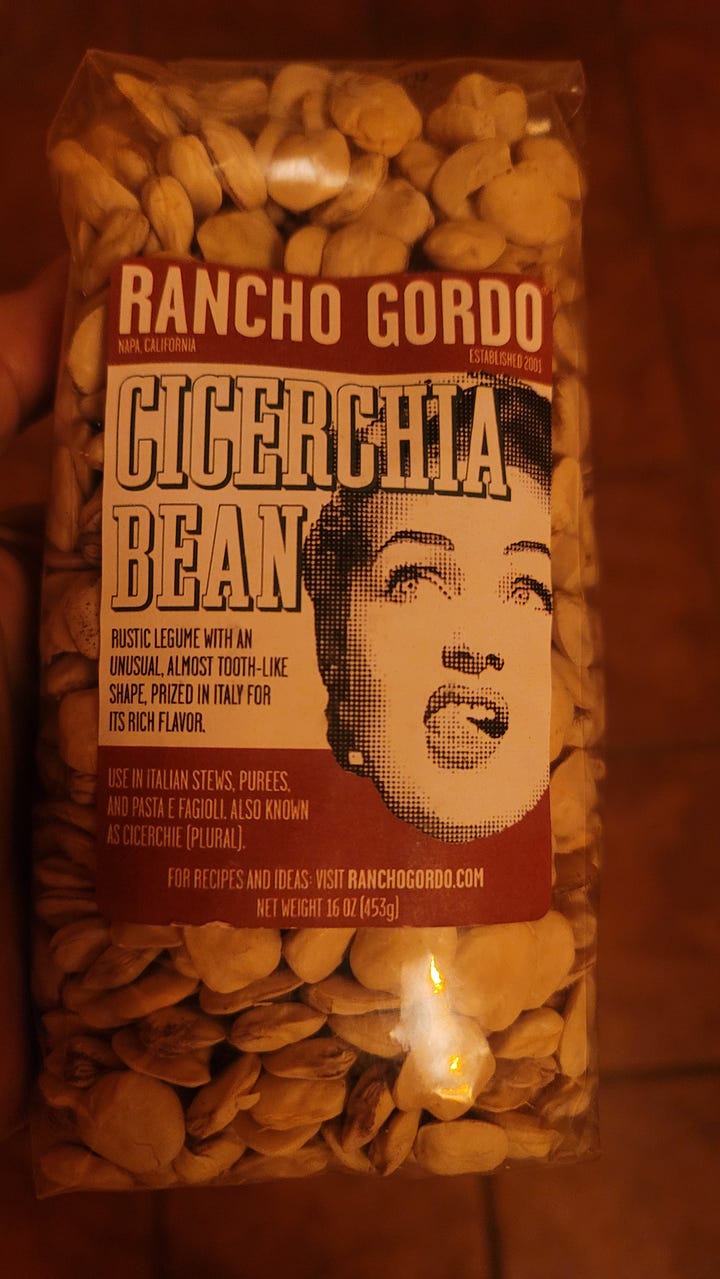 RANCHO GORDO
NAPA, CALIFORNIA
ESTABLISHED 2001
CICERCHIA
BEAN
RUSTIC LEGUME WITH AN
UNUSUAL, ALMOST TOOTH-LIKE
SHAPE, PRIZED IN ITALY FOR
ITS RICH FLAVOR.
USE IN ITALIAN STEWS, PUREES,
AND PASTA E FAGIOLI. ALSO KNOWN
AS CICERCHIE (PLURAL).
FOR RECIPES AND IDEAS: VISIT RANCHOGORDO.COM
NET WEIGHT 16 OZ (453g)